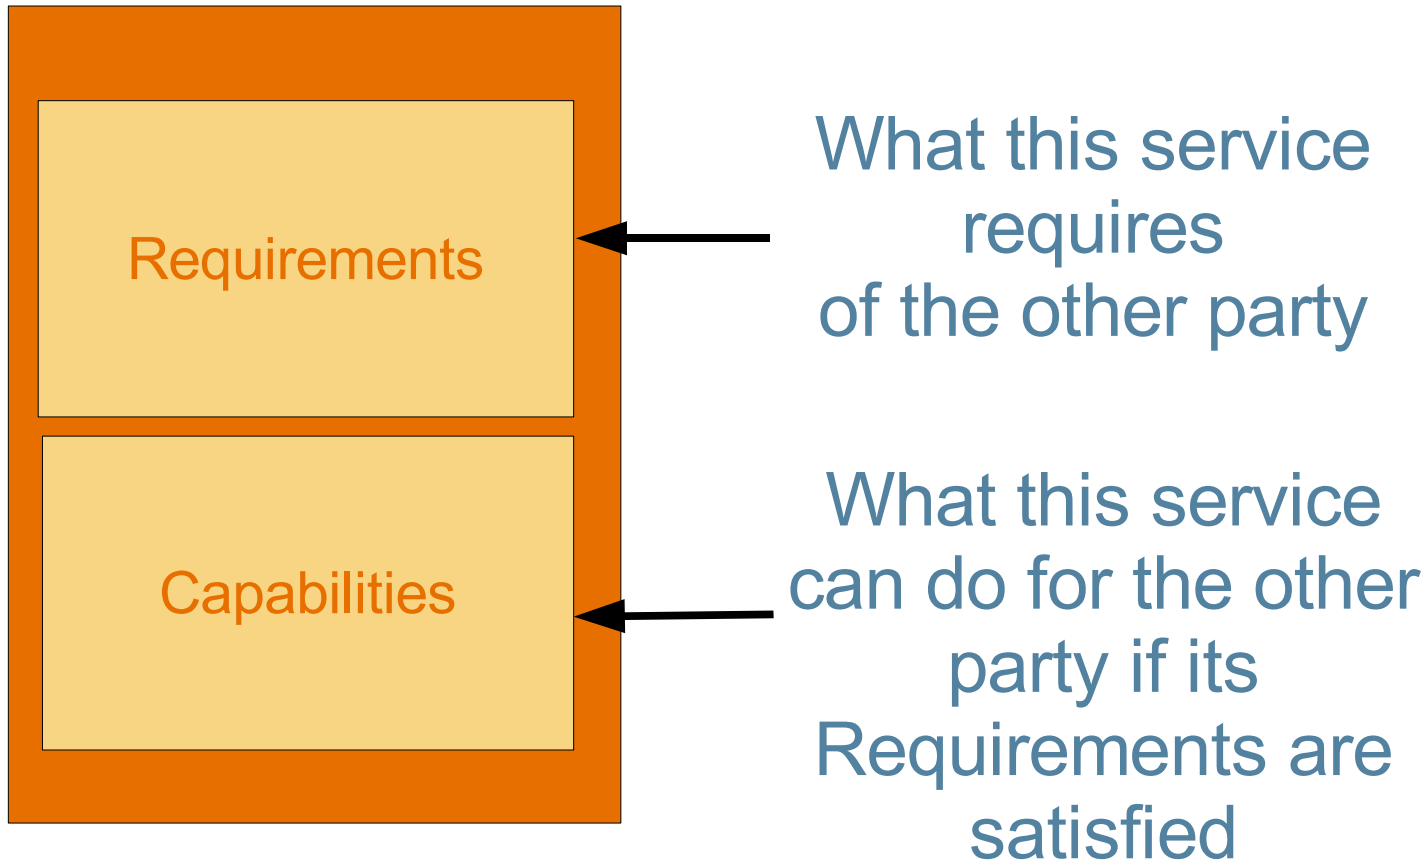 Requirements
What this service
requires
of the other party
Capabilities
What this service
can do for the other
party if its
Requirements are
satisfied